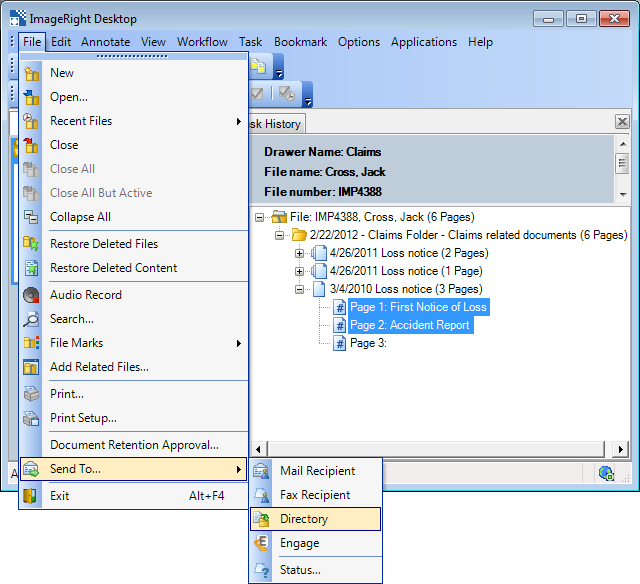 ImageRight Desktop
File Edit Annotate View Workflow Task Bookmark Options Applications Help
New
Open...
Recent Files
Close
Close All
Close All But Active
Collapse All
Restore Deleted Files
Restore Deleted Content
Audio Record
Search...
File Marks
Add Related Files...
Print...
Print Setup...
Document Retention Approval...
Send To...
Exit Alt+F4
sk History
Drawer Name: Claims
File name: Cross, Jack
File number: IMP4388
File: IMP4388, Cross, Jack (6 Pages)
2/22/2012 - Claims Folder - Claims related documents (6 Pages)
4/26/2011 Loss notice (2 Pages)
4/26/2011 Loss notice (1 Page)
3/4/2010 Loss notice (3 Pages)
# Page 1: First Notice of Loss
# Page 2: Accident Report
# Page 3:
Mail Recipient
Fax Recipient
Directory
Engage
Status...